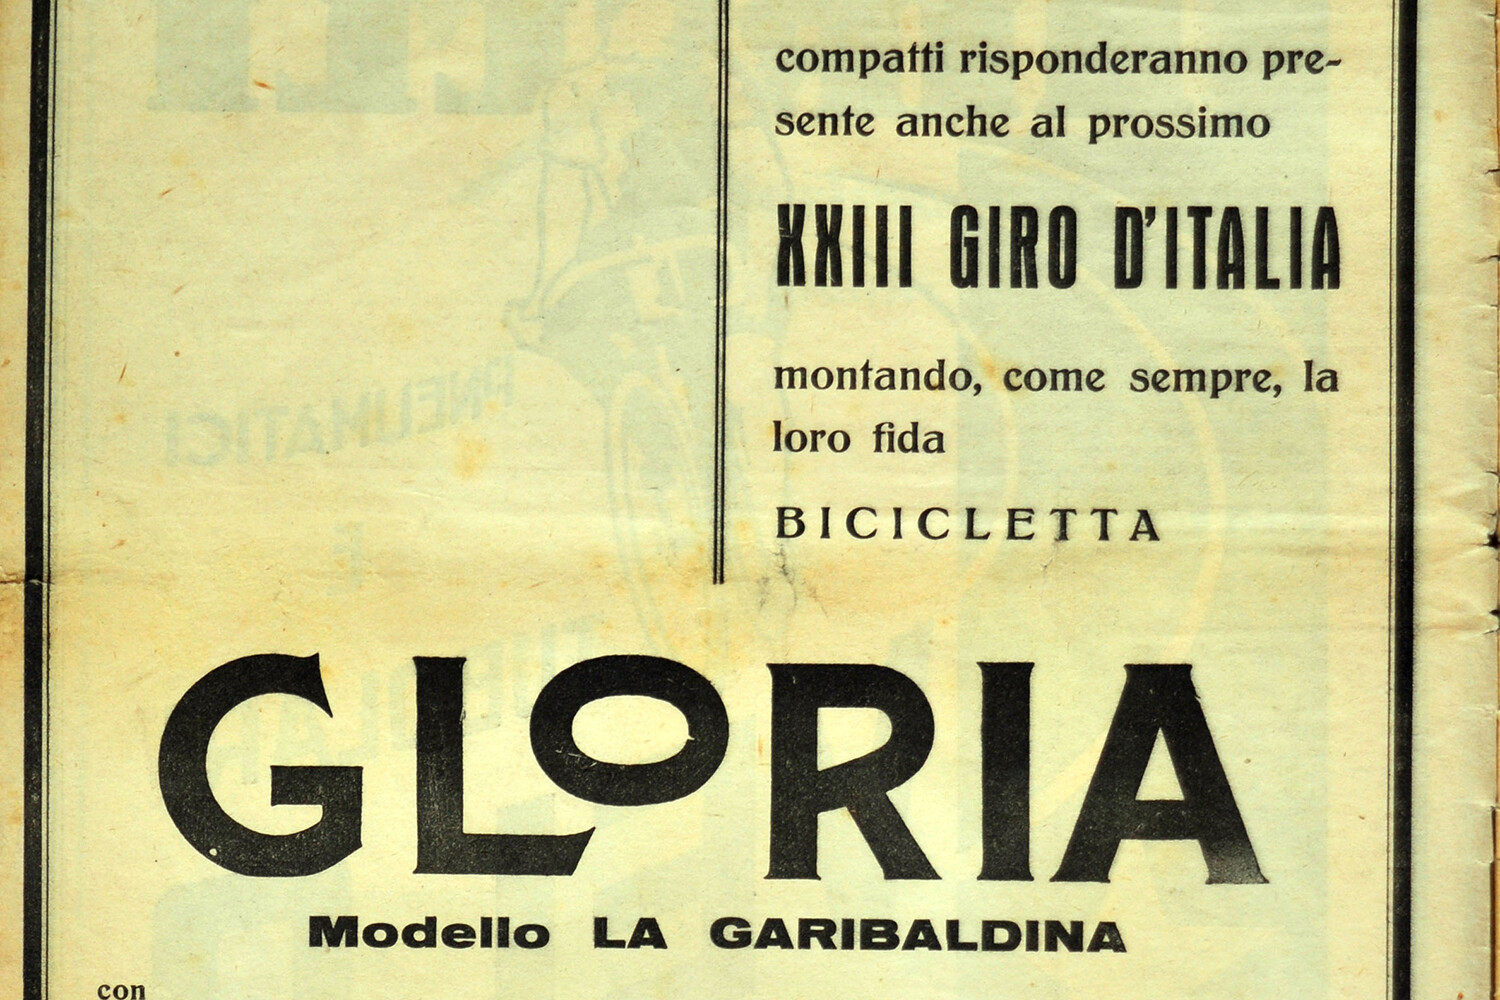 compatti risponderanno pre-
sente anche al prossimo
XXIII GIRO D'ITALIA
montando, come sempre, la
loro fida
BICICLETTA
GLORIA
Modello LA GARIBALDINA
con
PNEUMATICI